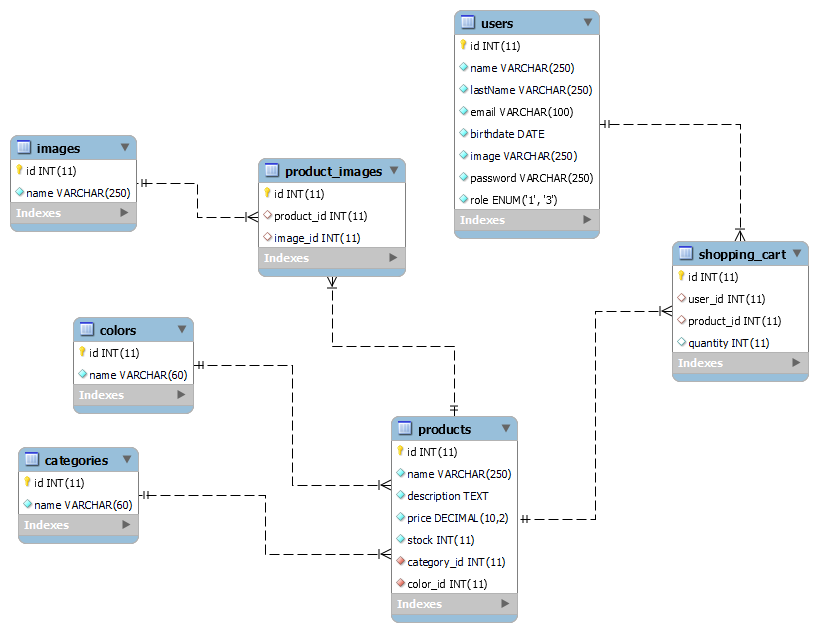 users
id INT(11)
name VARCHAR(250)
lastName VARCHAR(250)
email VARCHAR(100)
birthdate DATE
image VARCHAR(250)
password VARCHAR(250)
role ENUM('1', '3')
Indexes
images
id INT(11)
name VARCHAR(250)
Indexes
product_images
id INT(11)
product_id INT(11)
image_id INT(11)
Indexes
shopping_cart
id INT(11)
user_id INT(11)
product_id INT(11)
quantity INT(11)
Indexes
colors
id INT(11)
name VARCHAR(60)
Indexes
categories
id INT(11)
name VARCHAR(60)
Indexes
products
id INT(11)
name VARCHAR(250)
description TEXT
price DECIMAL(10,2)
stock INT(11)
category_id INT(11)
color_id INT(11)
Indexes